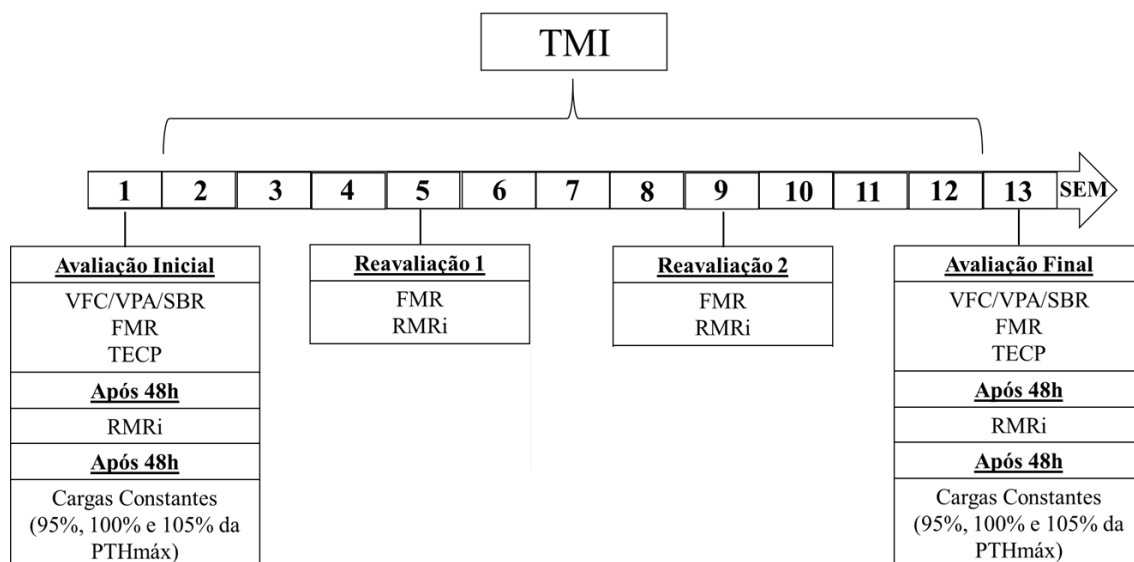 TMI
1 2 3 4 5 6 7 8 9 10 11 12 13 SEM
Avaliação Inicial
VFC/VPA/SBR
FMR
TECP
Após 48h
RMRi
Após 48h
Cargas Constantes
(95%, 100% e 105% da
PTHmáx)
Reavaliação 1
FMR
RMRi
Reavaliação 2
FMR
RMRi
Avaliação Final
VFC/VPA/SBR
FMR
TECP
Após 48h
RMRi
Após 48h
Cargas Constantes
(95%, 100% e 105% da
PTHmáx)